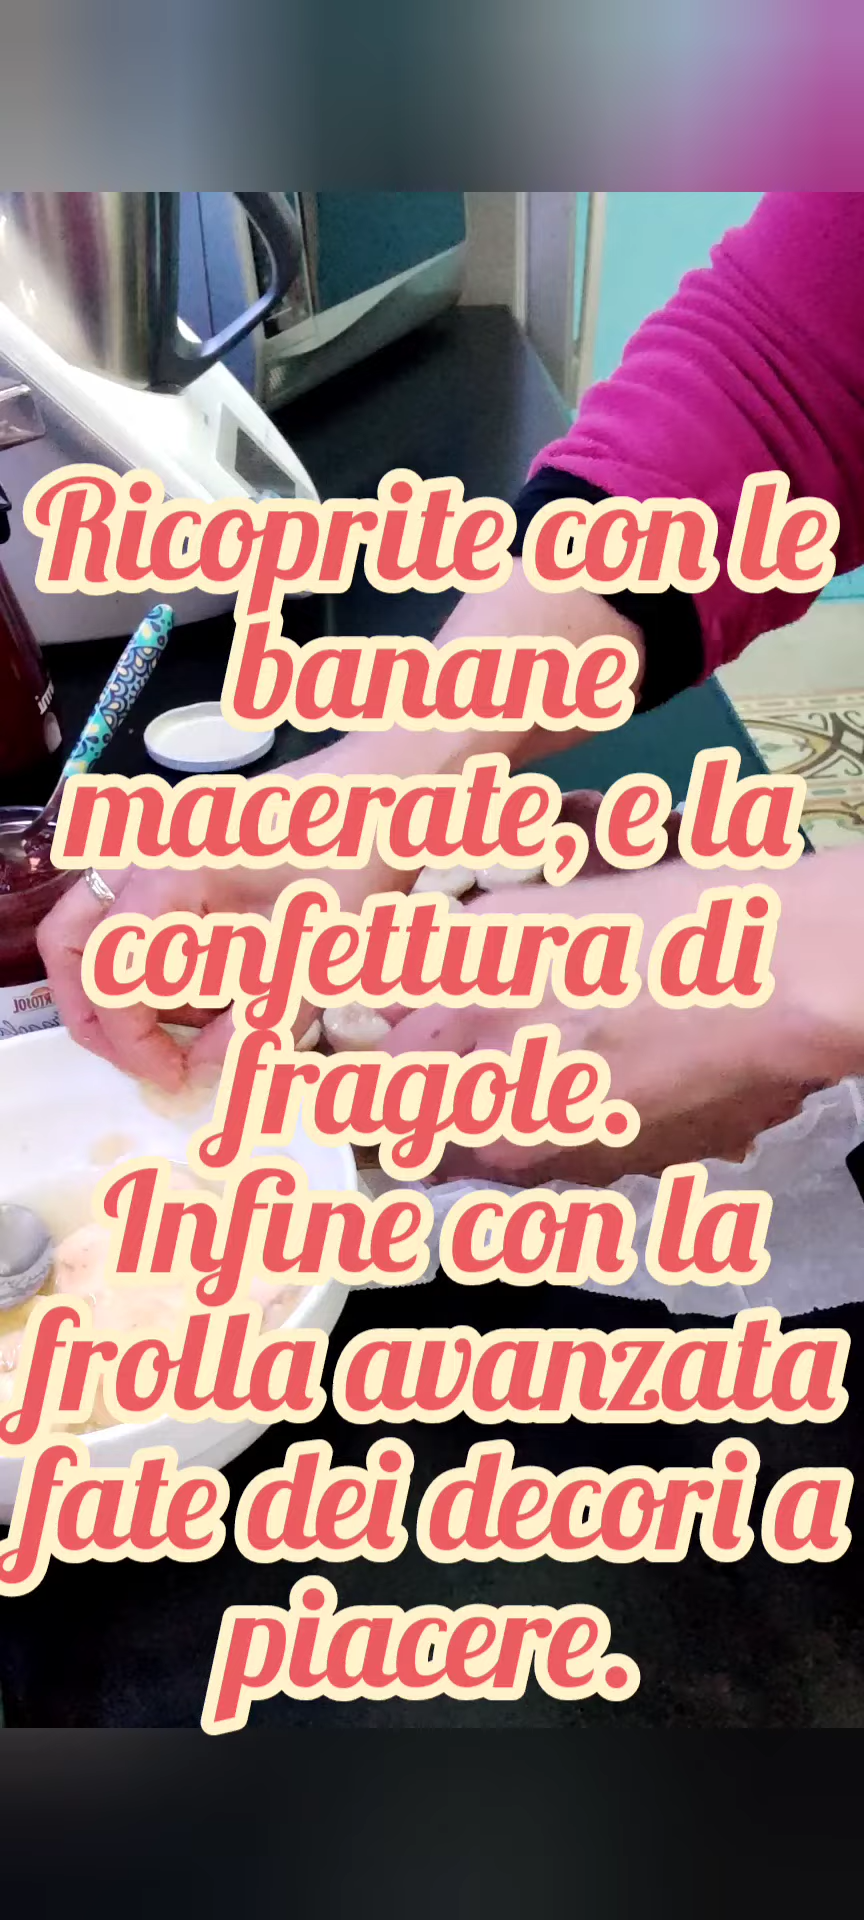 Ricoprite con le
banane
macerate, e la
confettura di
fragole.
Infine con la
frolla avanzata
fate dei decori a
piacere.